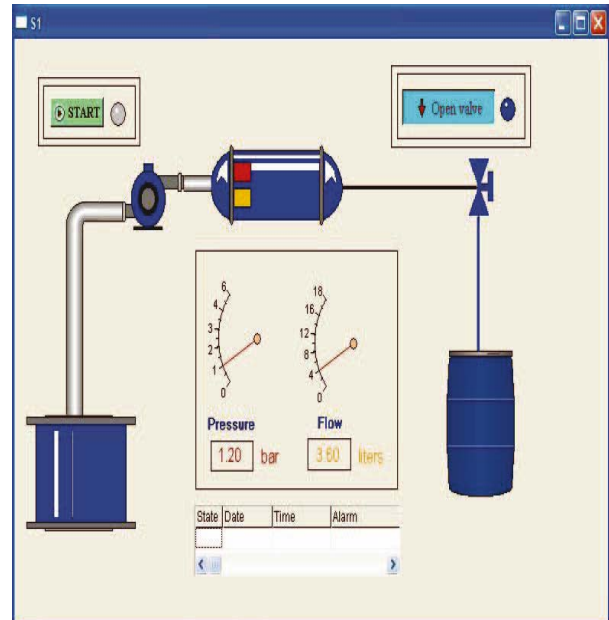 S1
START
Open valve
6
4
3
2
1
0
18
16
12
8
4
0
Pressure
Flow
1.20 bar
3.60 liters
State Date Time Alarm